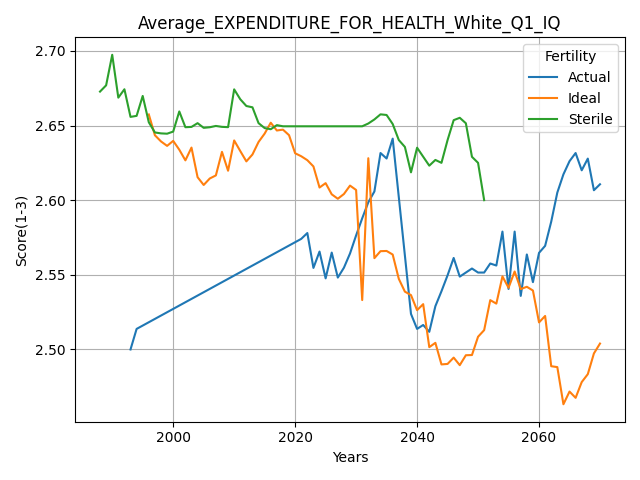 Average_EXPENDITURE_FOR_HEALTH_White_Q1_IQ
Fertility
Actual
Ideal
Sterile
Score(1-3)
2.70
2.65
2.60
2.55
2.50
2000
2020
2040
2060
Years